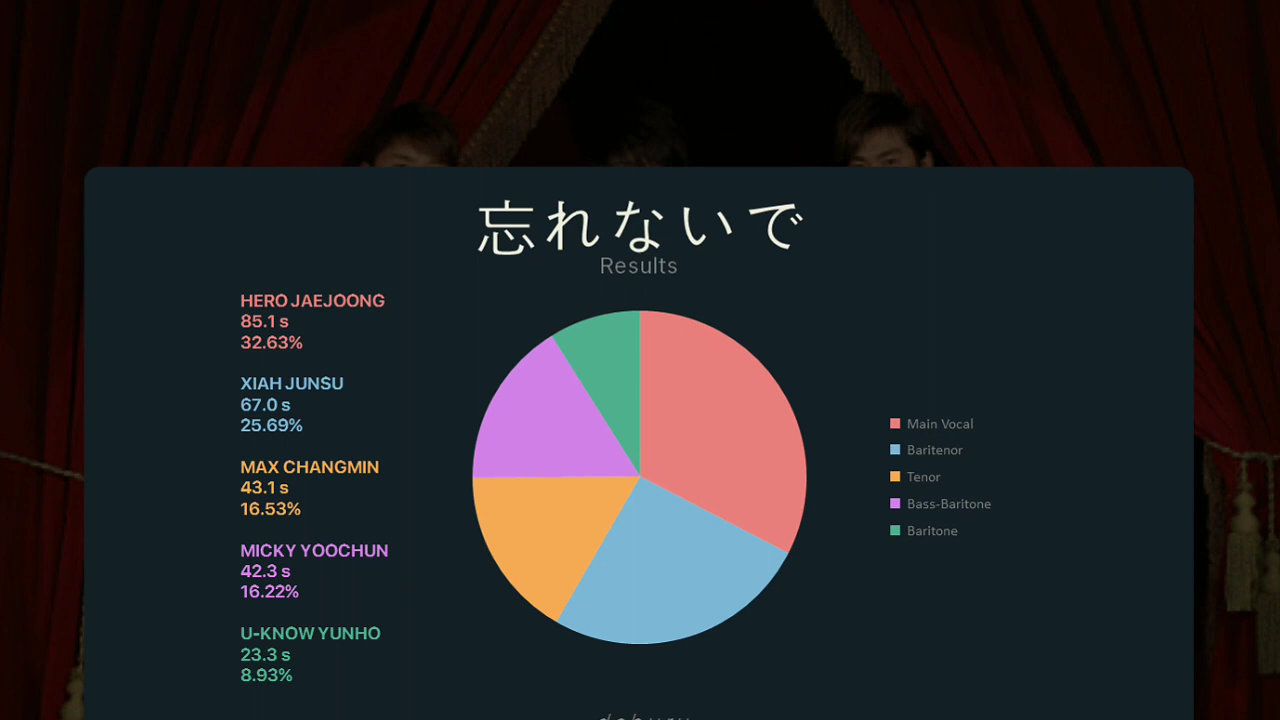 忘れないで
Results
HERO JAEJOONG
85.1 s
32.63%
XIAH JUNSU
67.0 s
25.69%
MAX CHANGMIN
43.1 s
16.53%
MICKY YOOCHUN
42.3 s
16.22%
U-KNOW YUNHO
23.3 s
8.93%
Main Vocal
Baritenor
Tenor
Bass-Baritone
Baritone